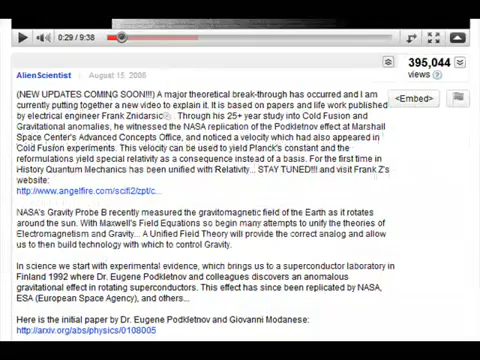 0:29 / 9:38
395,044
views
AlienScientist | August 15, 2008
<Embed>
(NEW UPDATES COMING SOON!!!) A major theoretical break-through has occurred and I am
currently putting together a new video to explain it. It is based on papers and life work published
by electrical engineer Frank Znidarsic. Through his 25+ year study into Cold Fusion and
Gravitational anomalies, he witnessed the NASA replication of the Podkletnov effect at Marshall
Space Center's Advanced Concepts Office, and noticed a velocity which had also appeared in
Cold Fusion experiments. This velocity can be used to yield Planck's constant and the
reformulations yield special relativity as a consequence instead of a basis. For the first time in
History Quantum Mechanics has been unified with Relativity... STAY TUNED!!! and visit Frank Z's
website:
http://www.angelfire.com/scifi2/zpt/c...
NASA's Gravity Probe B recently measured the gravitomagnetic field of the Earth as it rotates
around the sun. With Maxwell's Field Equations so begin many attempts to unify the theories of
Electromagnetism and Gravity... A Unified Field Theory will provide the correct analog and allow
us to then build technology with which to control Gravity.
In science we start with experimental evidence, which brings us to a superconductor laboratory in
Finland 1992 where Dr. Eugene Podkletnov and colleagues discovered an anomalous
gravitational effect in rotating superconductors. This effect has since been replicated by NASA,
ESA (European Space Agency), and others...
Here is the initial paper by Dr. Eugene Podkletnov and Giovanni Modanese:
http://arxiv.org/abs/physics/0108005